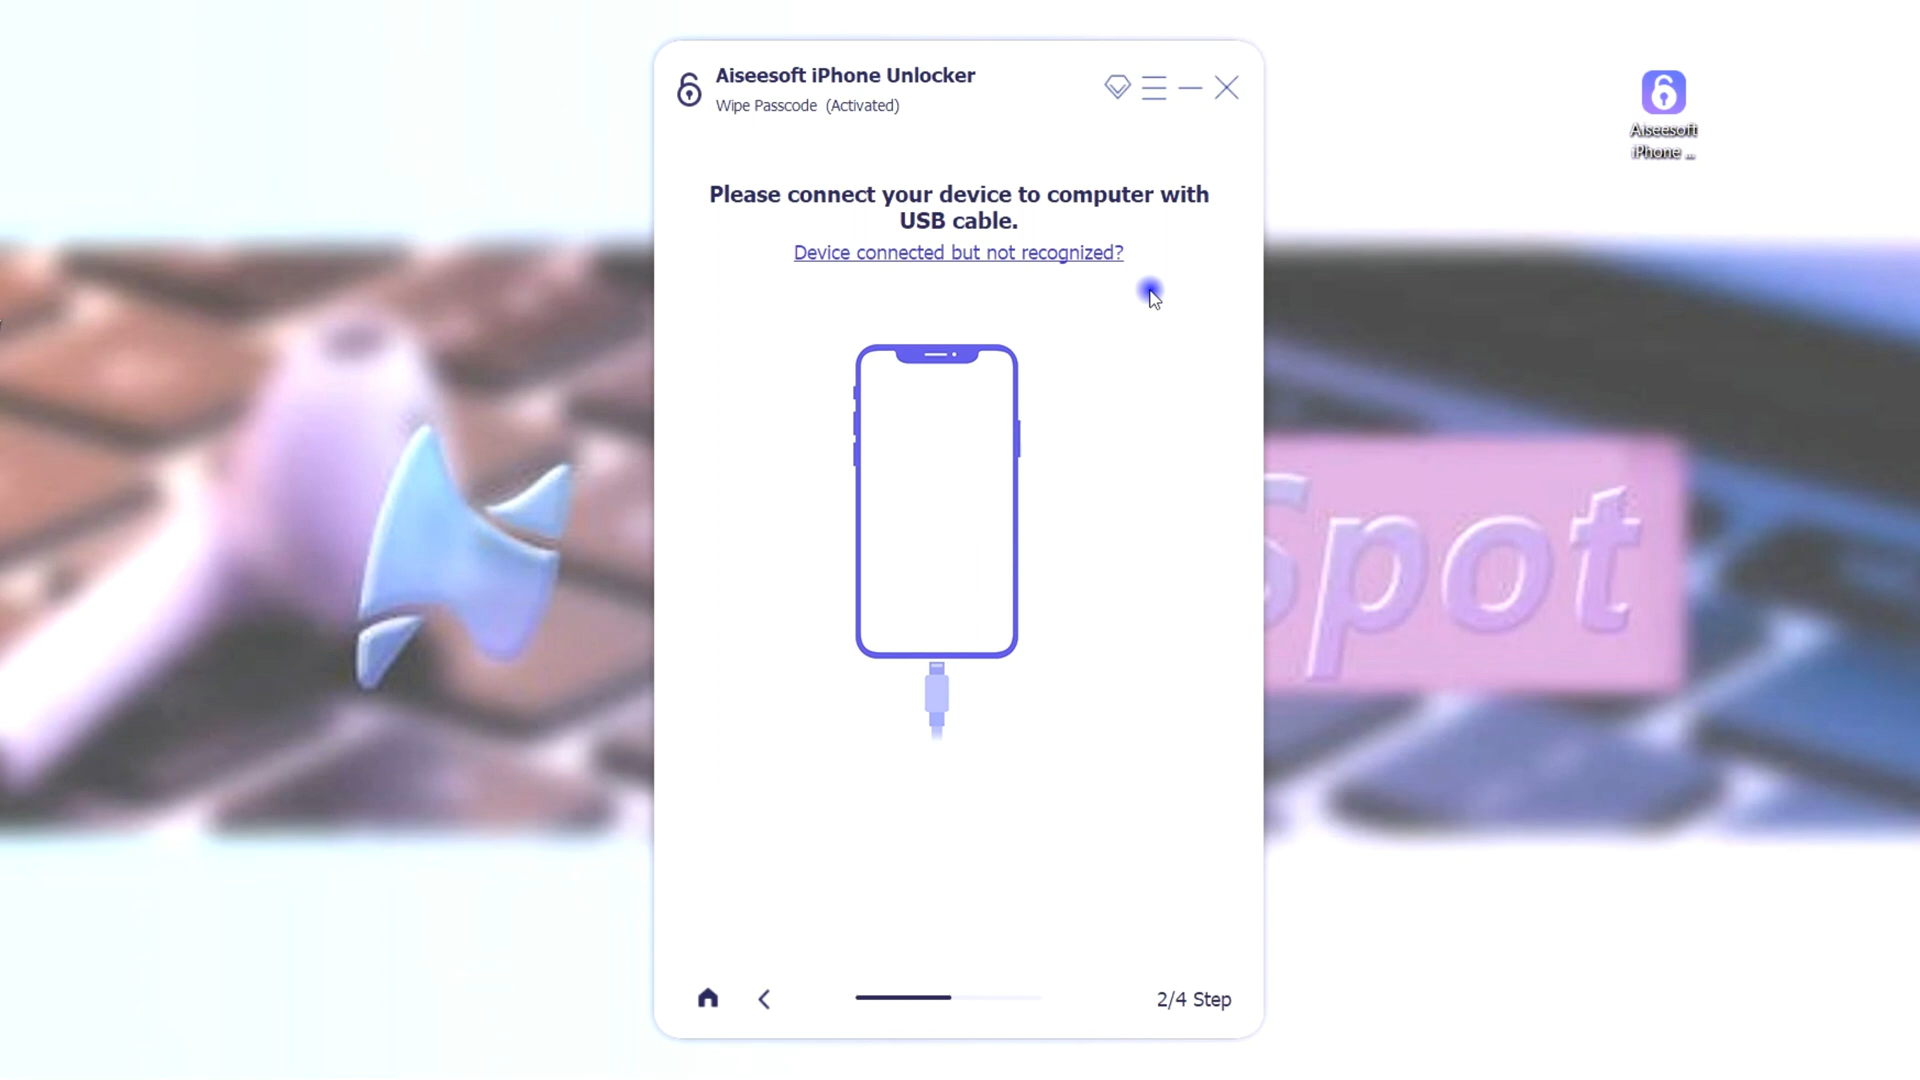 Aiseesoft iPhone Unlocker
Wipe Passcode (Activated)
Please connect your device to computer with
USB cable.
Device connected but not recognized?
2/4 Step
Aiseesoft
iPhone ...
Spot